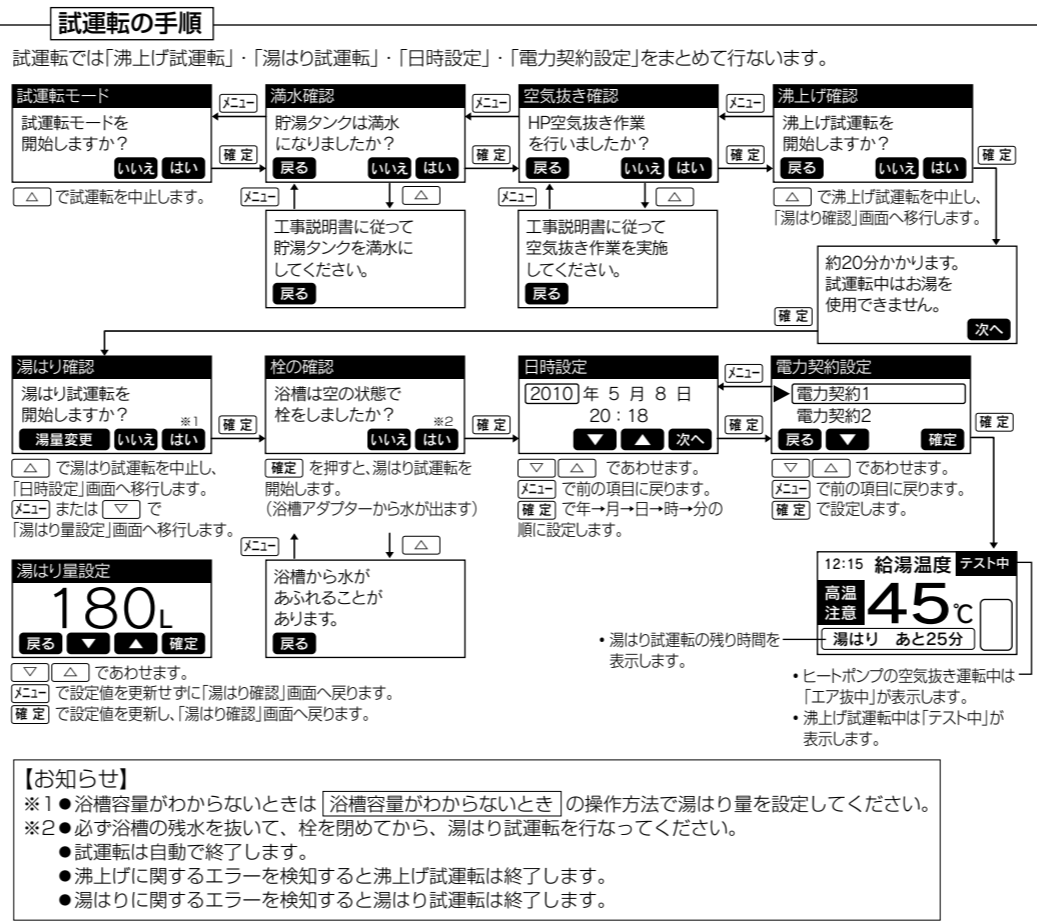 試運転の手順
試運転では「沸上げ試運転」・「湯はり試運転」・「日時設定」・「電力契約設定」をまとめて行ないます。
試運転モード
試運転モードを
開始しますか？
いいえ はい
△ で試運転を中止します。
メニュー
確定
満水確認
貯湯タンクは満水
になりましたか？
戻る いいえ はい
メニュー
△
工事説明書に従って
貯湯タンクを満水に
してください。
戻る
メニュー
確定
空気抜き確認
HP空気抜き作業
を行いましたか？
戻る いいえ はい
メニュー
△
工事説明書に従って
空気抜き作業を実施
してください。
戻る
メニュー
確定
沸上げ確認
沸上げ試運転を
開始しますか？
戻る いいえ はい
確定
△ で沸上げ試運転を中止し、
「湯はり確認」画面へ移行します。
約20分かかります。
試運転中はお湯を
使用できません。
次へ
確定
湯はり確認
湯はり試運転を
開始しますか？ ※1
湯量変更 いいえ はい
△ で湯はり試運転を中止し、
「日時設定」画面へ移行します。
メニュー または ▽ で
「湯はり量設定」画面へ移行します。
確定
湯はり量設定
180L
戻る ▼ ▲ 確定
▽ △ であわせます。
メニュー で設定値を更新せずに「湯はり確認」画面へ戻ります。
確定 で設定値を更新し、「湯はり確認」画面へ戻ります。
栓の確認
浴槽は空の状態で
栓をしましたか？ ※2
いいえ はい
確定 を押すと、湯はり試運転を
開始します。
（浴槽アダプターから水が出ます）
メニュー
△
浴槽から水が
あふれることが
あります。
戻る
確定
日時設定
2010年 5月 8日
20：18
▼ ▲ 次へ
▽ △ であわせます。
メニュー で前の項目に戻ります。
確定 で年→月→日→時→分の
順に設定します。
メニュー
確定
電力契約設定
▶電力契約1
電力契約2
戻る ▼ 確定
▽ △ であわせます。
メニュー で前の項目に戻ります。
確定 で設定します。
確定
12:15 給湯温度 テスト中
高温
注意
45℃
湯はり あと25分
・湯はり試運転の残り時間を
表示します。
・ヒートポンプの空気抜き運転中は
「エア抜中」が表示します。
・沸上げ試運転中は「テスト中」が
表示します。
【お知らせ】
※1●浴槽容量がわからないときは 浴槽容量がわからないとき の操作方法で湯はり量を設定してください。
※2●必ず浴槽の残水を抜いて、栓を閉めてから、湯はり試運転を行なってください。
●試運転は自動で終了します。
●沸上げに関するエラーを検知すると沸上げ試運転は終了します。
●湯はりに関するエラーを検知すると湯はり試運転は終了します。